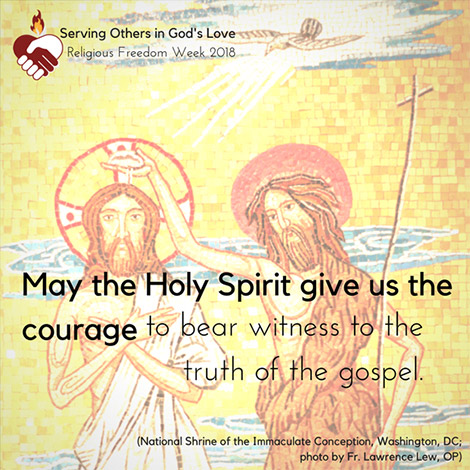 Serving Others in God's Love
Religious Freedom Week 2018
May the Holy Spirit give us the
courage to bear witness to the
truth of the gospel.
(National Shrine of the Immaculate Conception, Washington, DC;
photo by Fr. Lawrence Lew, OP)